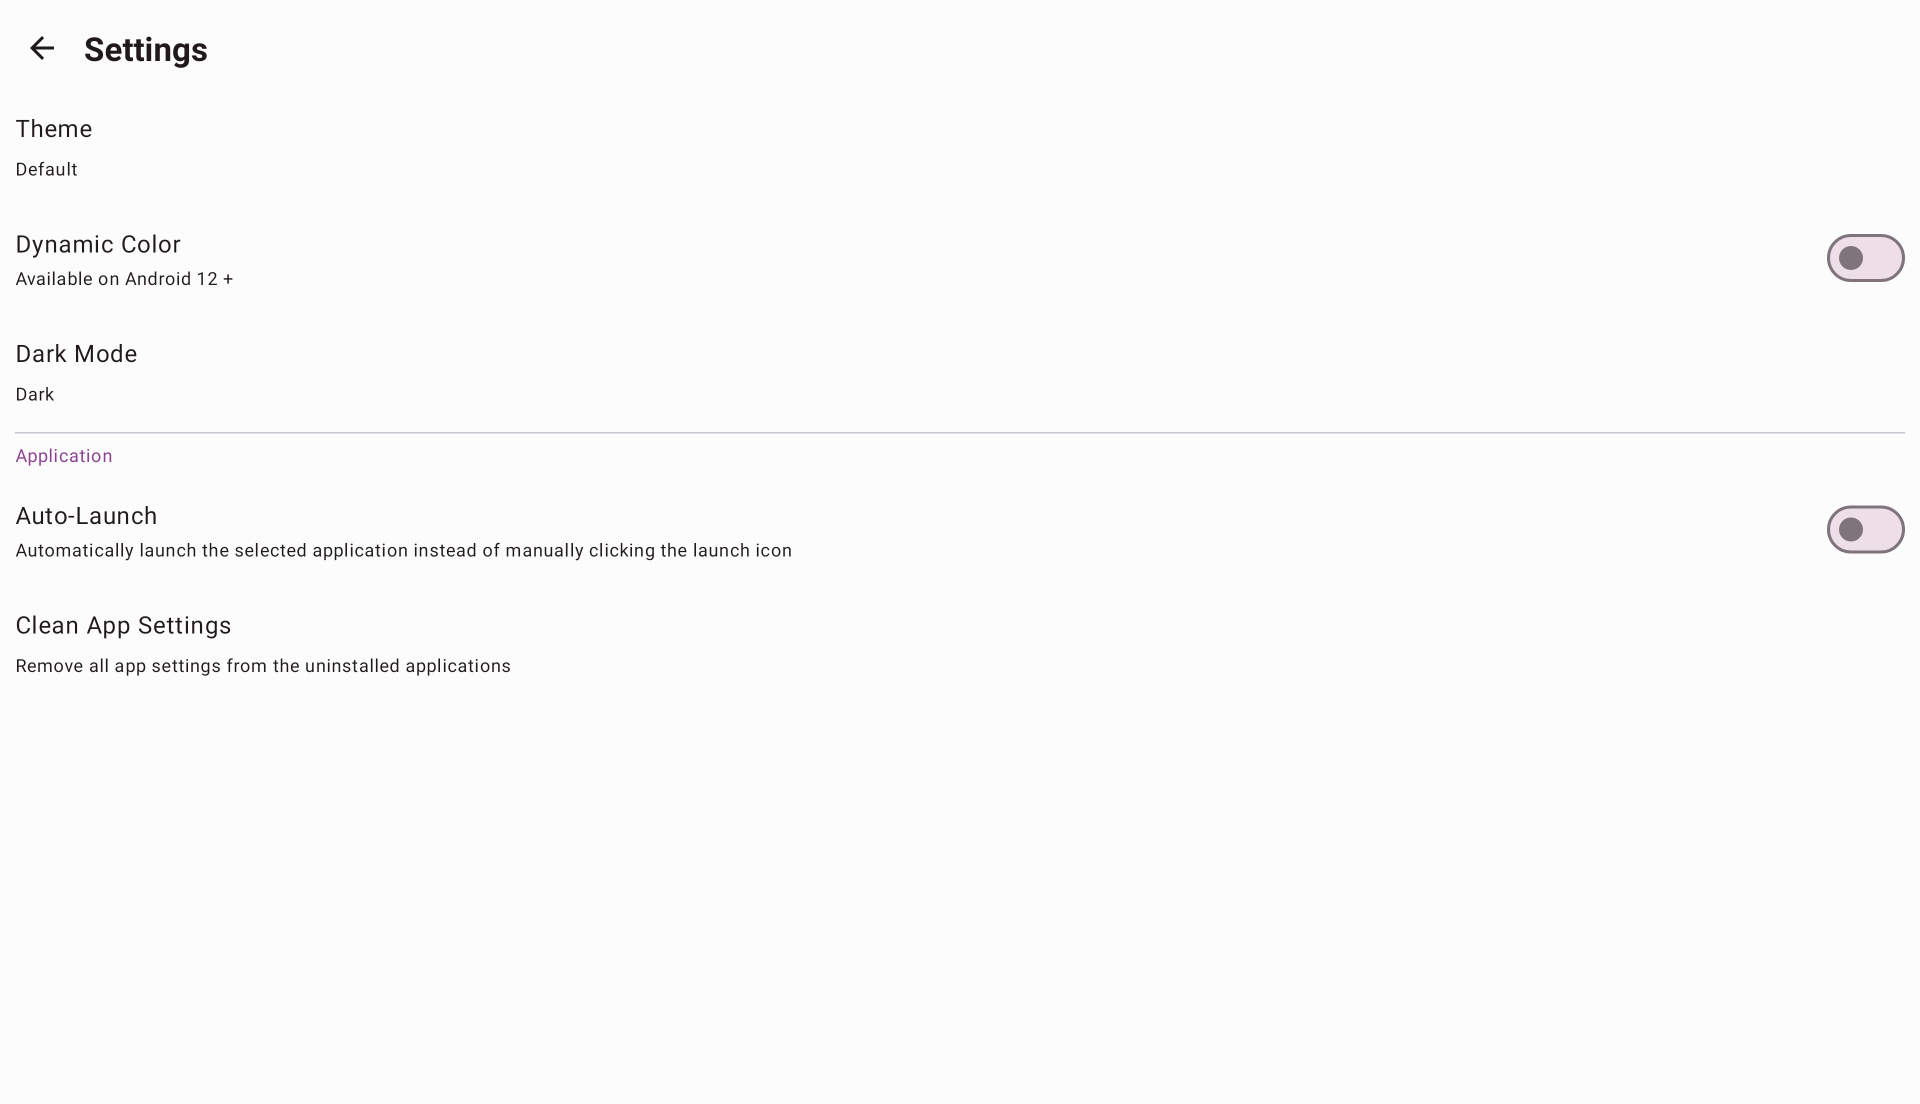 Settings
Theme
Default
Dynamic Color
Available on Android 12 +
Dark Mode
Dark
Application
Auto-Launch
Automatically launch the selected application instead of manually clicking the launch icon
Clean App Settings
Remove all app settings from the uninstalled applications